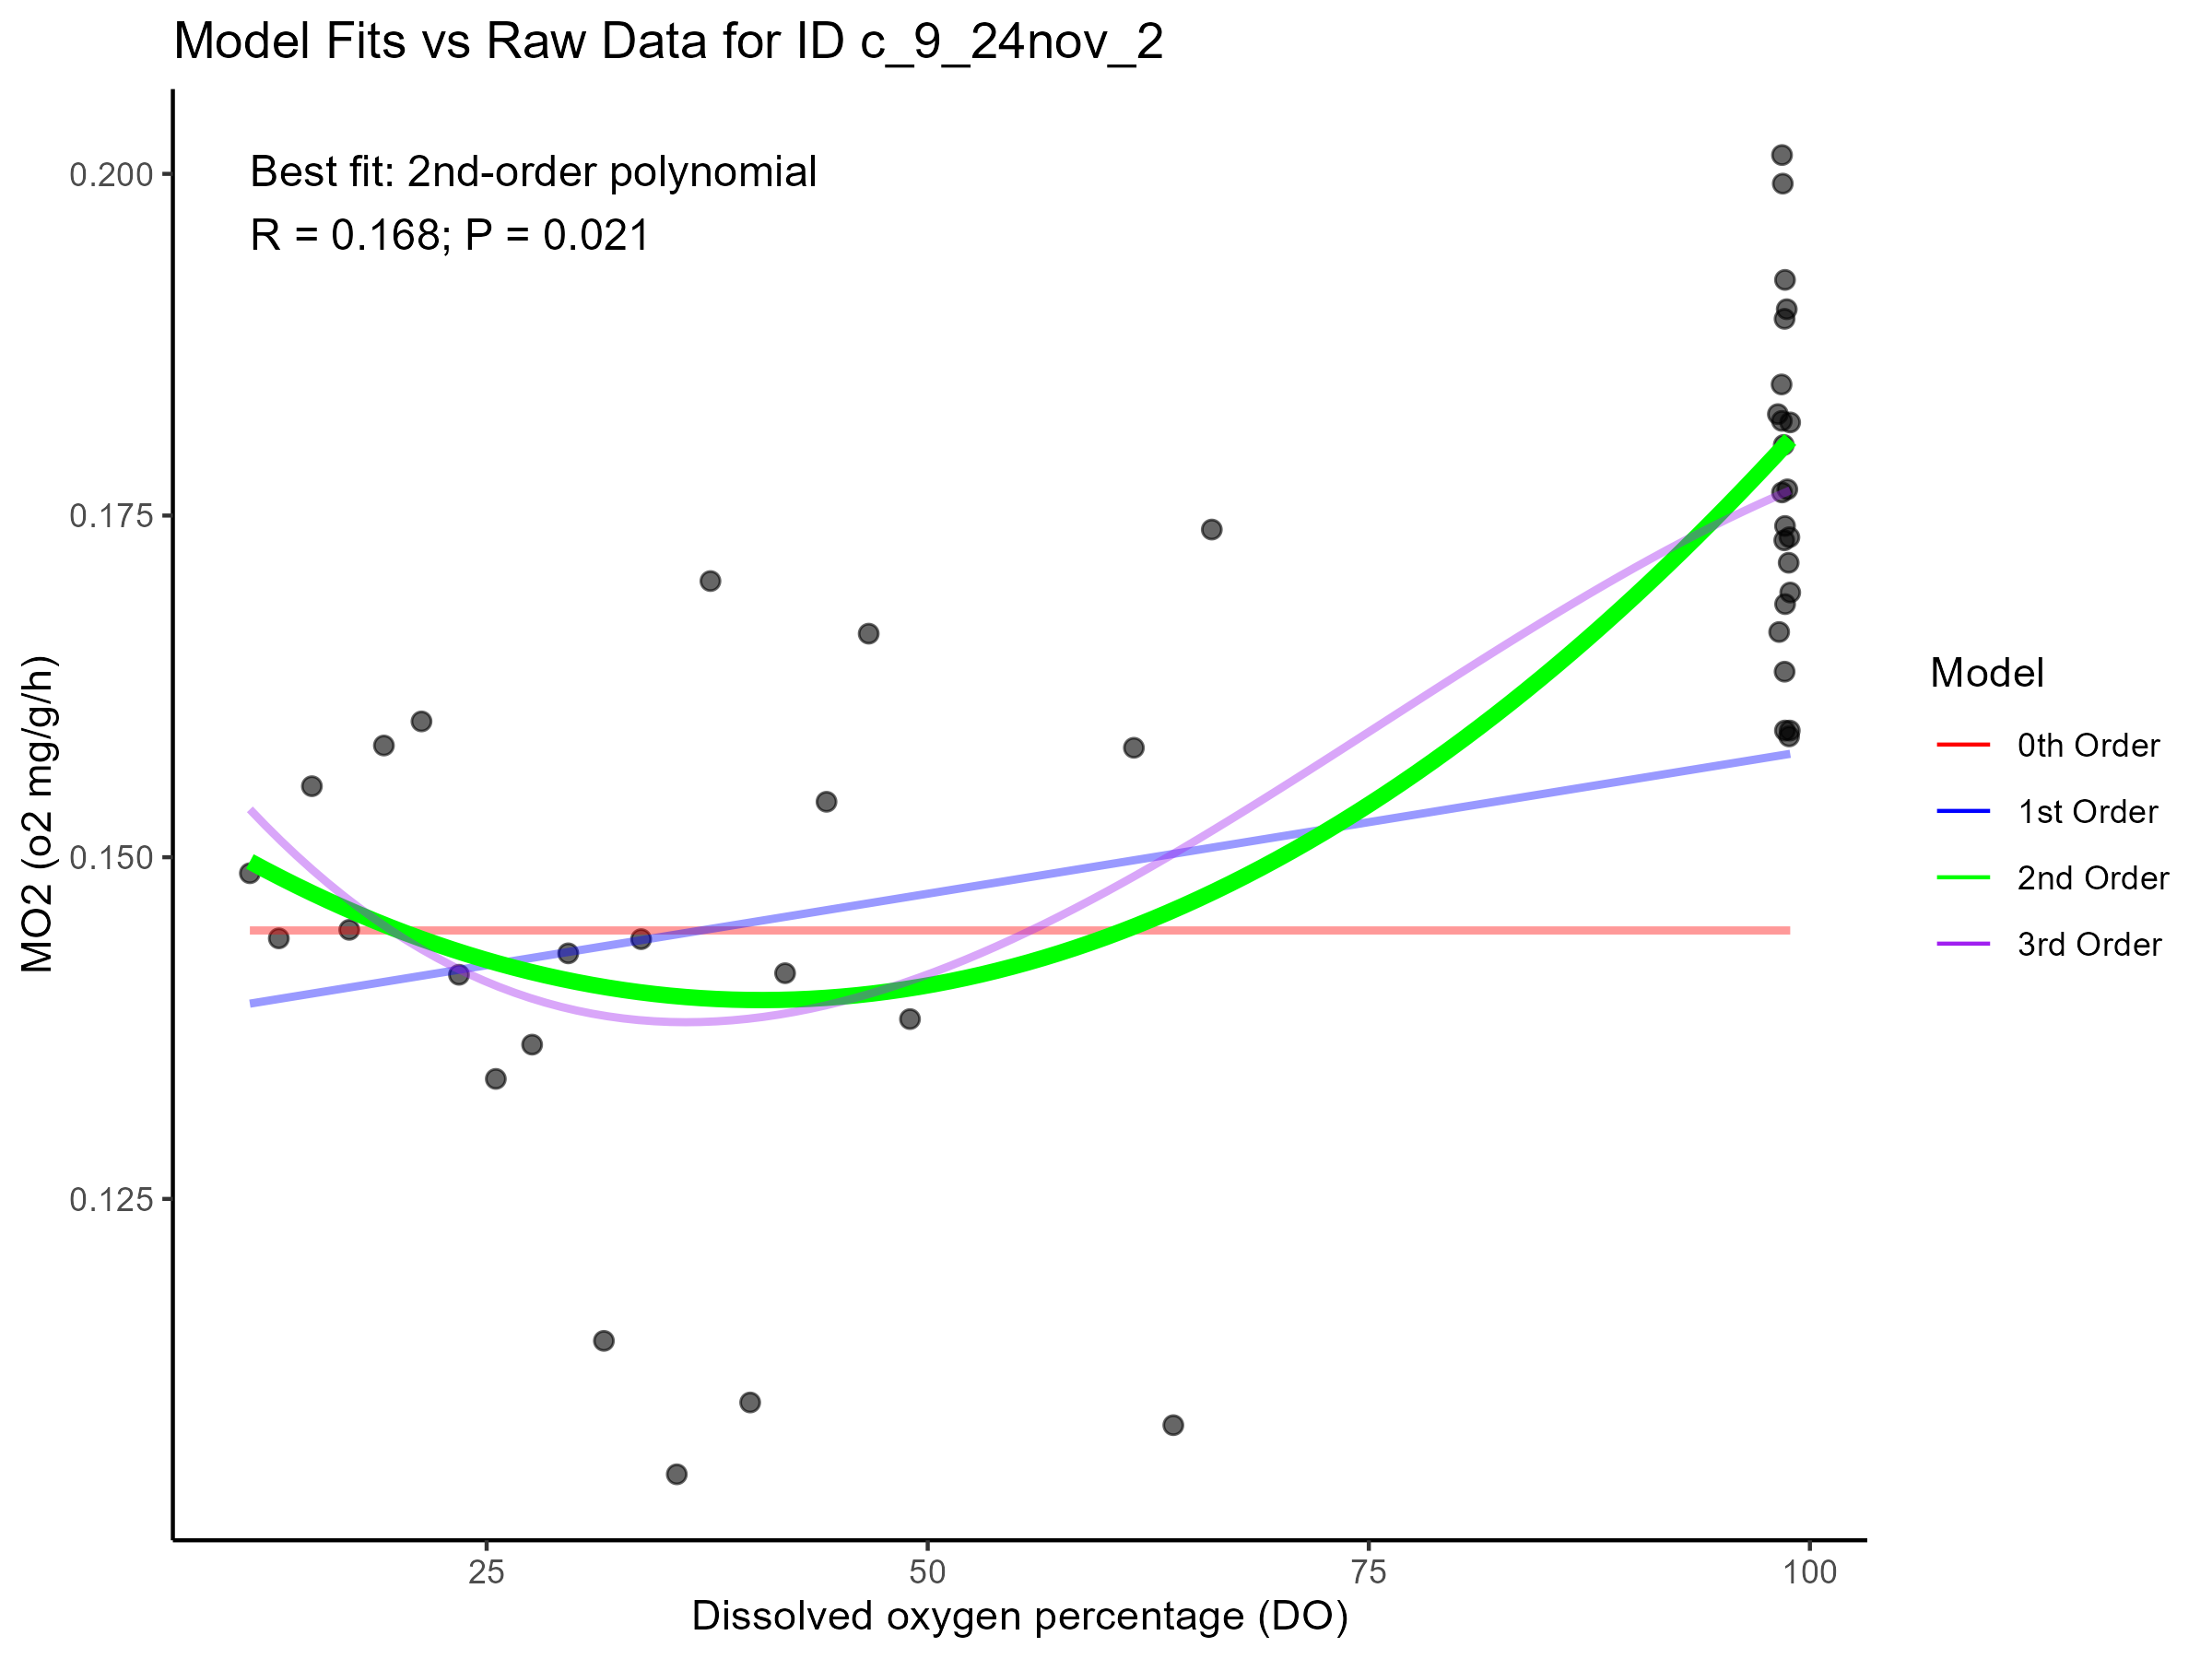 Model Fits vs Raw Data for ID c_9_24nov_2
Best fit: 2nd-order polynomial
R = 0.168; P = 0.021
0.200
0.175
0.150
0.125
MO2 (o2 mg/g/h)
25 50 75 100
Dissolved oxygen percentage (DO)
Model
0th Order
1st Order
2nd Order
3rd Order